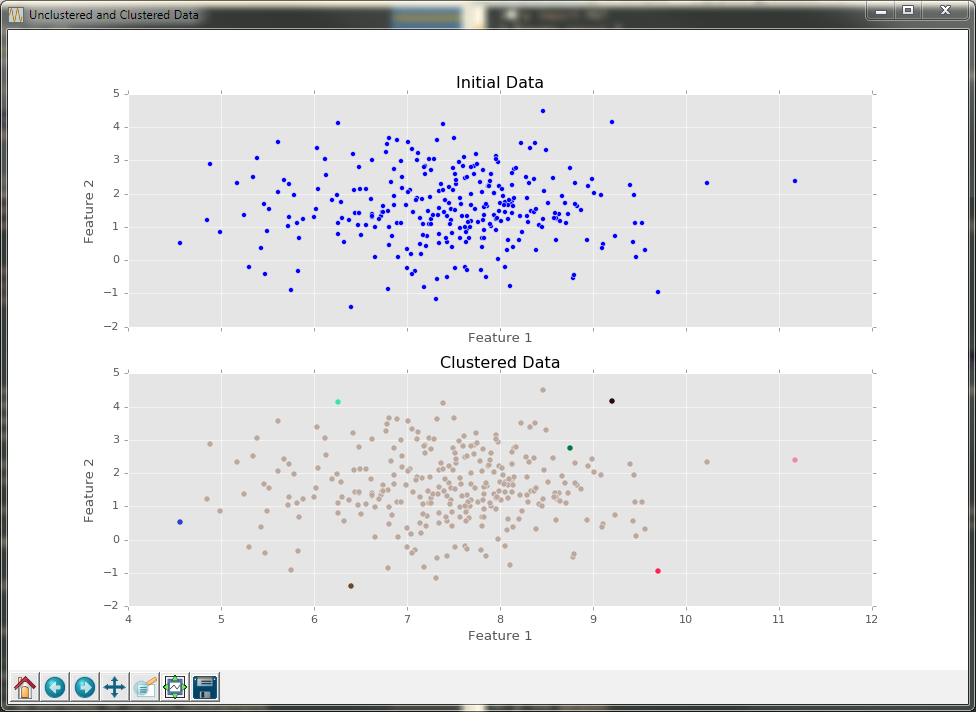 Unclustered and Clustered Data
Initial Data
5
4
3
2
1
0
−1
−2
Feature 2
Feature 1
Clustered Data
5
4
3
2
1
0
−1
−2
Feature 2
4 5 6 7 8 9 10 11 12
Feature 1